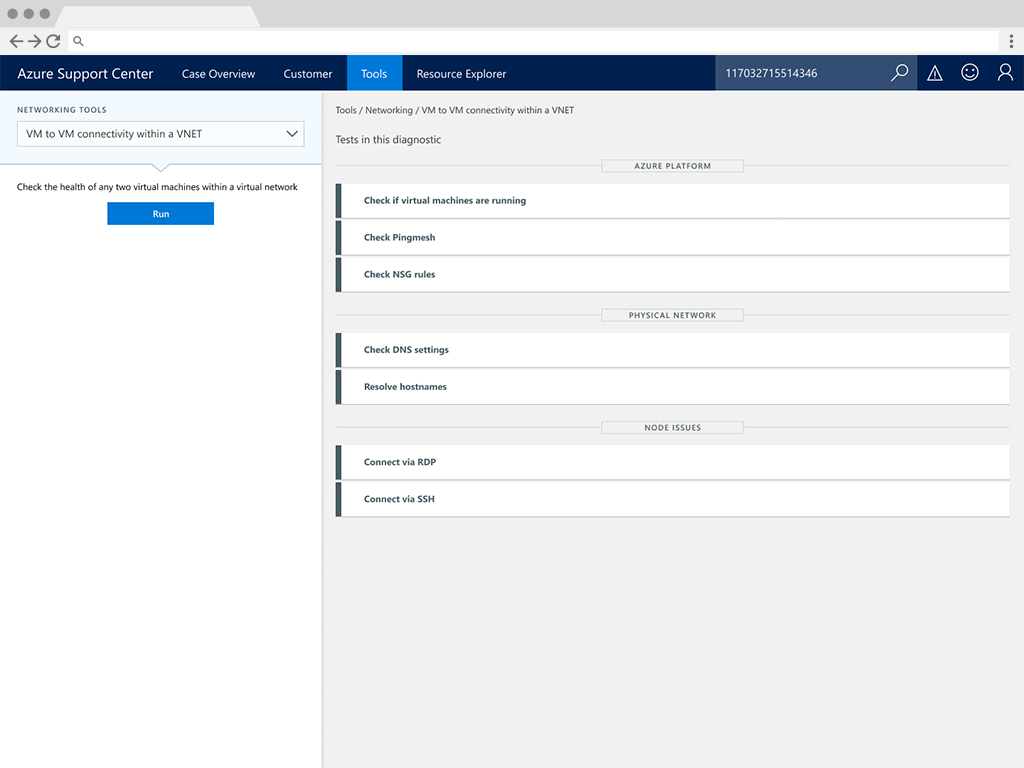 Azure Support Center Case Overview Customer Tools Resource Explorer 117032715514346
NETWORKING TOOLS
VM to VM connectivity within a VNET
Check the health of any two virtual machines within a virtual network
Run
Tools / Networking / VM to VM connectivity within a VNET
Tests in this diagnostic
AZURE PLATFORM
Check if virtual machines are running
Check Pingmesh
Check NSG rules
PHYSICAL NETWORK
Check DNS settings
Resolve hostnames
NODE ISSUES
Connect via RDP
Connect via SSH